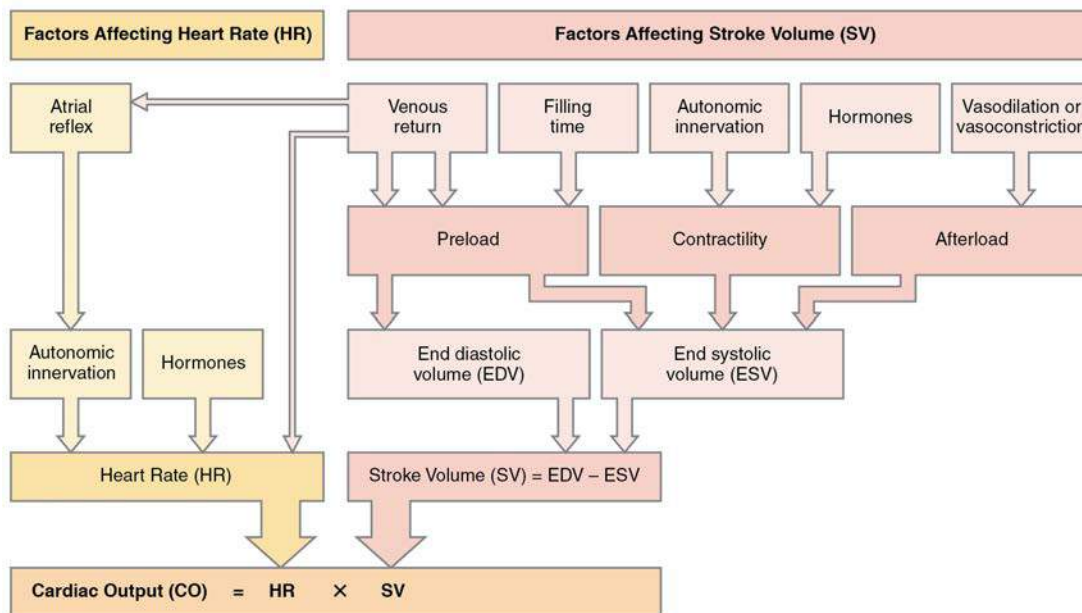 Factors Affecting Heart Rate (HR)
Factors Affecting Stroke Volume (SV)
Atrial
reflex
Venous
return
Filling
time
Autonomic
innervation
Hormones
Vasodilation or
vasoconstriction
Preload
Contractility
Afterload
Autonomic
innervation
Hormones
End diastolic
volume (EDV)
End systolic
volume (ESV)
Heart Rate (HR)
Stroke Volume (SV) = EDV – ESV
Cardiac Output (CO) = HR × SV